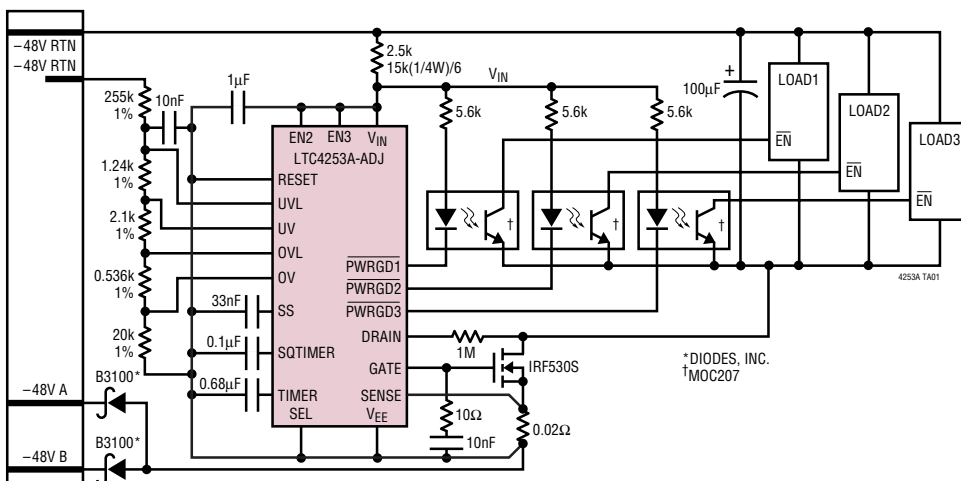 −48V RTN
−48V RTN
2.5k
15k(1/4W)/6
VIN
+
100µF
LOAD1
LOAD2
LOAD3
EN
EN
EN
1µF
255k
1%
10nF
5.6k
5.6k
5.6k
EN2
EN3
VIN
LTC4253A-ADJ
RESET
UVL
UV
OVL
OV
SS
SQTIMER
TIMER
SEL
VEE
PWRGD1
PWRGD2
PWRGD3
DRAIN
GATE
SENSE
1.24k
1%
2.1k
1%
0.536k
1%
20k
1%
33nF
0.1µF
0.68µF
†
†
†
4253A TA01
1M
IRF530S
10Ω
10nF
0.02Ω
*DIODES, INC.
†MOC207
−48V A
B3100*
−48V B
B3100*